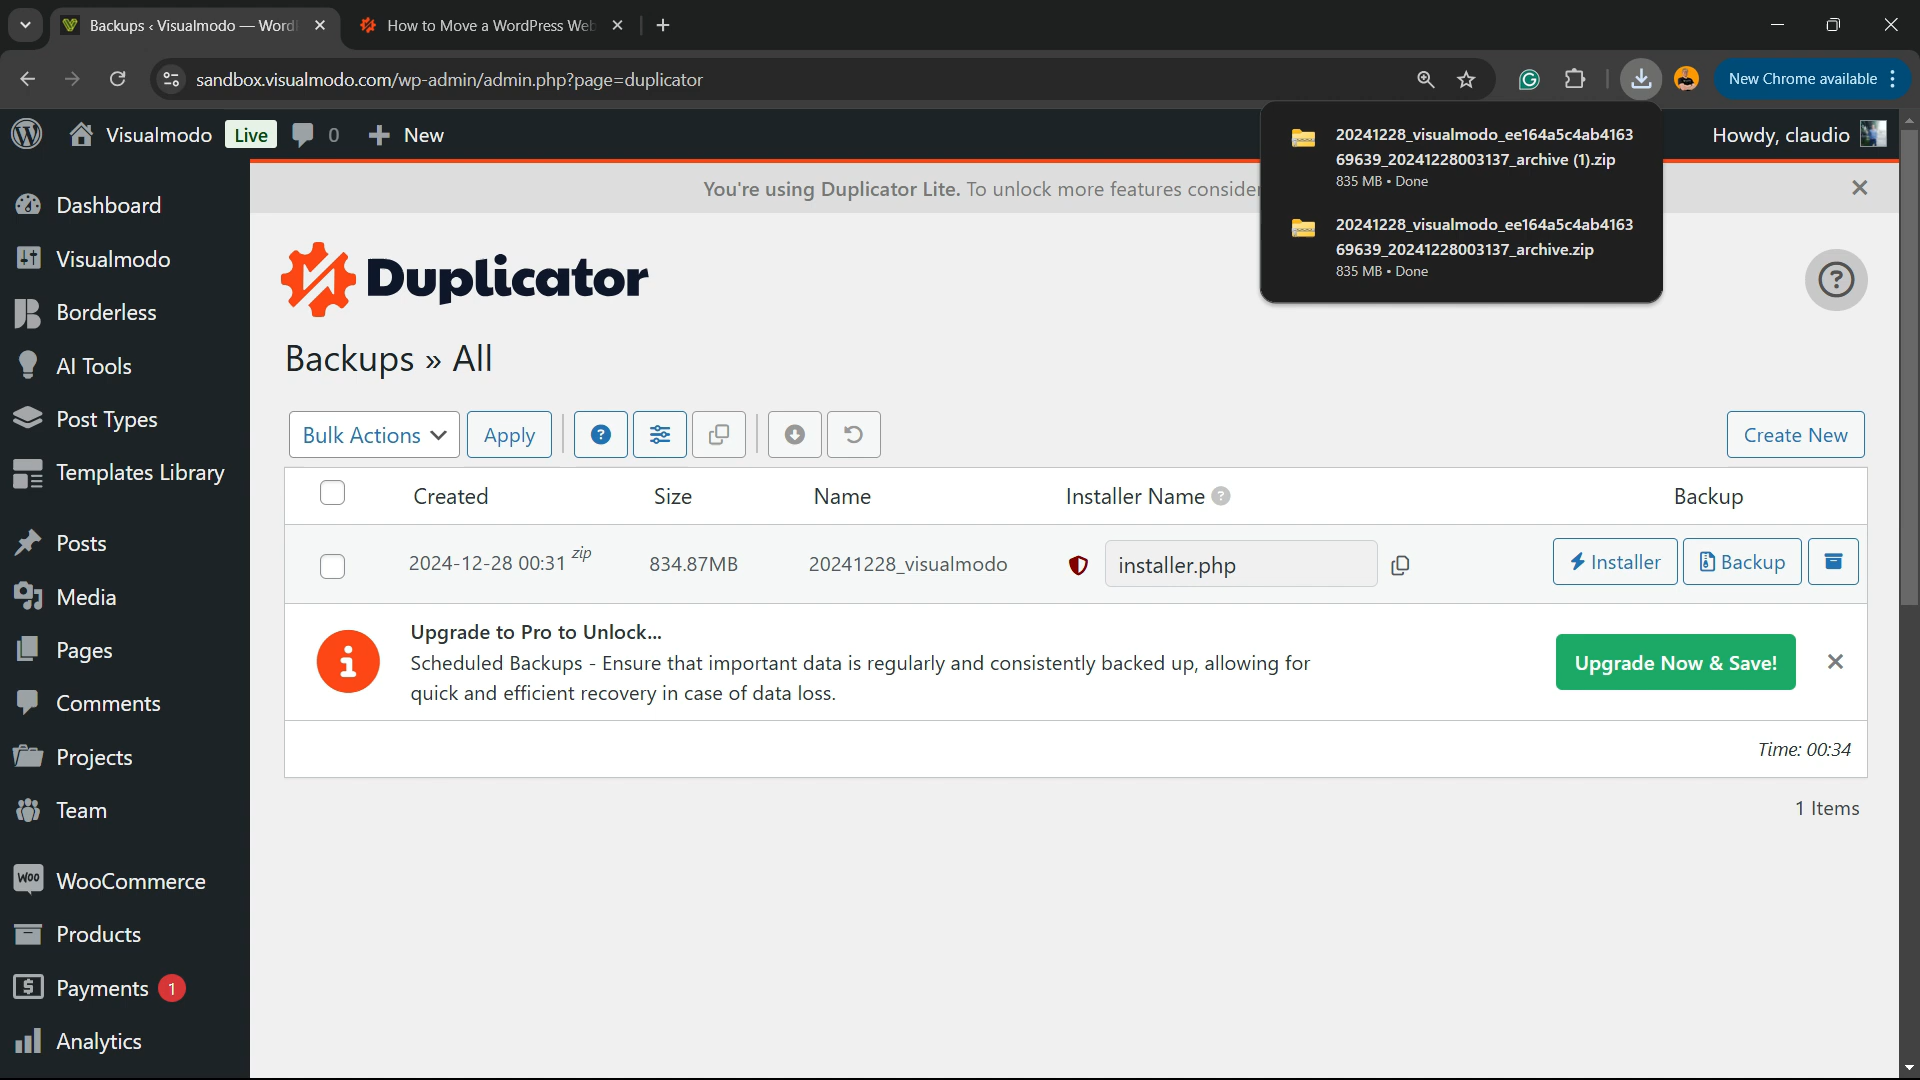 Backups ‹ Visualmodo — Word
How to Move a WordPress Web
sandbox.visualmodo.com/wp-admin/admin.php?page=duplicator
New Chrome available
Visualmodo
Live
0
New
Howdy, claudio
20241228_visualmodo_ee164a5c4ab4163
69639_20241228003137_archive (1).zip
835 MB • Done
20241228_visualmodo_ee164a5c4ab4163
69639_20241228003137_archive.zip
835 MB • Done
Dashboard
Visualmodo
Borderless
AI Tools
Post Types
Templates Library
Posts
Media
Pages
Comments
Projects
Team
WooCommerce
Products
Payments 1
Analytics
You're using Duplicator Lite. To unlock more features consider
Duplicator
Backups » All
Bulk Actions
Apply
Create New
Created
Size
Name
Installer Name
Backup
2024-12-28 00:31 zip
834.87MB
20241228_visualmodo
installer.php
Installer
Backup
Upgrade to Pro to Unlock...
Scheduled Backups - Ensure that important data is regularly and consistently backed up, allowing for
quick and efficient recovery in case of data loss.
Upgrade Now & Save!
Time: 00:34
1 Items